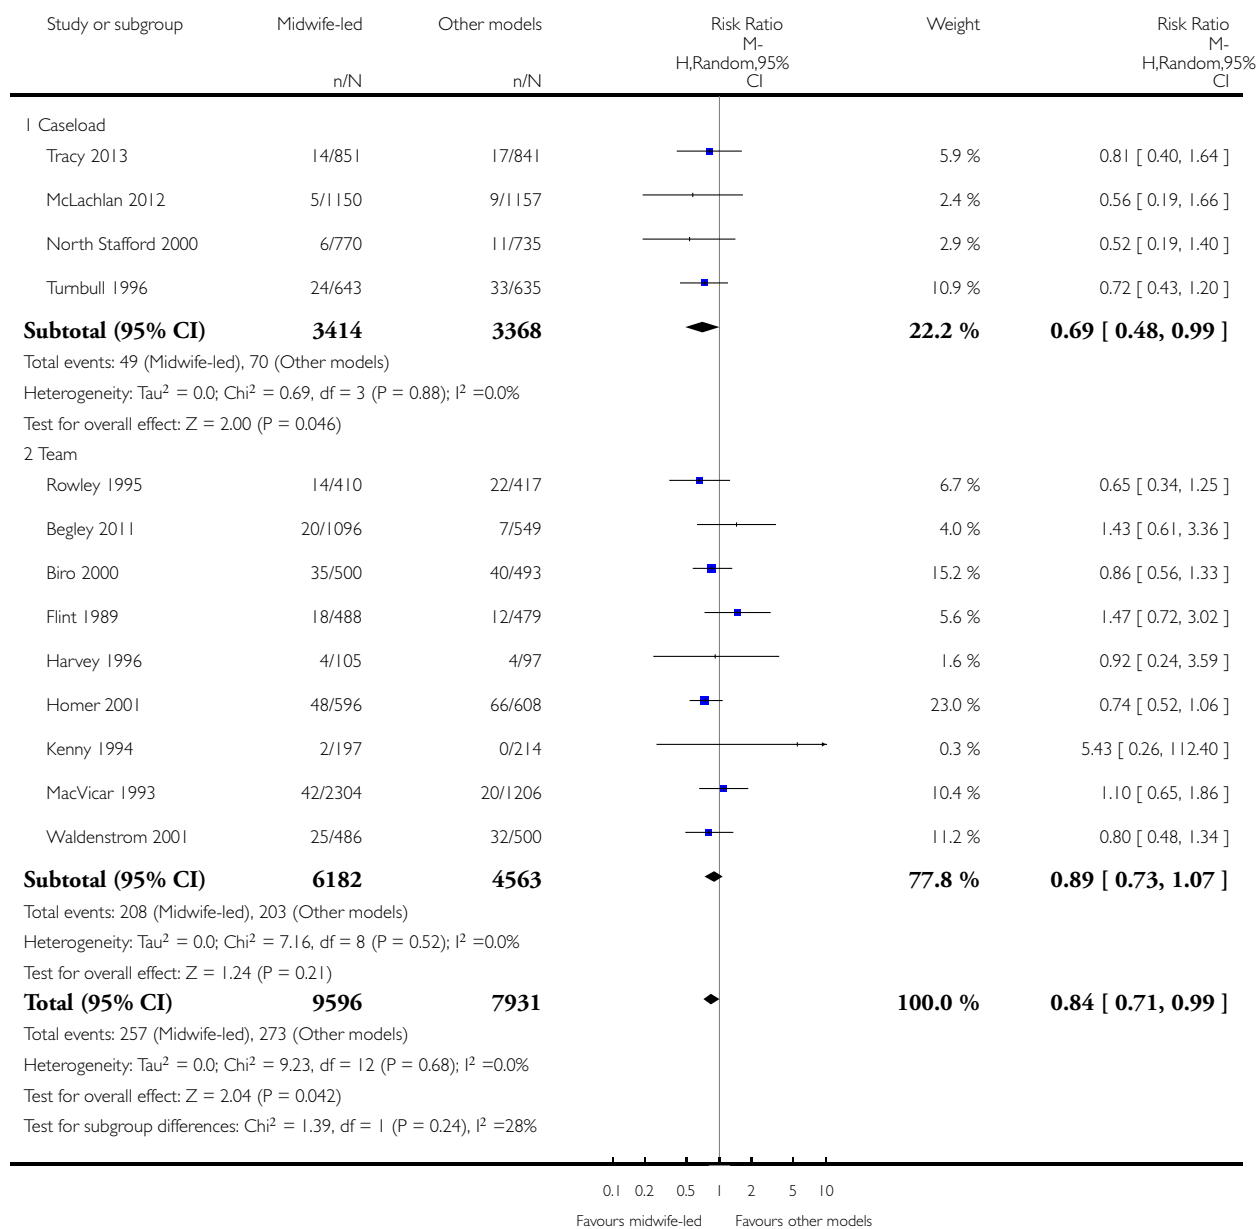 Study or subgroup Midwife-led Other models Risk Ratio Weight Risk Ratio
M- M-
H,Random,95% H,Random,95%
n/N n/N CI CI
1 Caseload
Tracy 2013 14/851 17/841 5.9 % 0.81 [ 0.40, 1.64 ]
McLachlan 2012 5/1150 9/1157 2.4 % 0.56 [ 0.19, 1.66 ]
North Stafford 2000 6/770 11/735 2.9 % 0.52 [ 0.19, 1.40 ]
Turnbull 1996 24/643 33/635 10.9 % 0.72 [ 0.43, 1.20 ]
Subtotal (95% CI) 3414 3368 22.2 % 0.69 [ 0.48, 0.99 ]
Total events: 49 (Midwife-led), 70 (Other models)
Heterogeneity: Tau² = 0.0; Chi² = 0.69, df = 3 (P = 0.88); I² =0.0%
Test for overall effect: Z = 2.00 (P = 0.046)
2 Team
Rowley 1995 14/410 22/417 6.7 % 0.65 [ 0.34, 1.25 ]
Begley 2011 20/1096 7/549 4.0 % 1.43 [ 0.61, 3.36 ]
Biro 2000 35/500 40/493 15.2 % 0.86 [ 0.56, 1.33 ]
Flint 1989 18/488 12/479 5.6 % 1.47 [ 0.72, 3.02 ]
Harvey 1996 4/105 4/97 1.6 % 0.92 [ 0.24, 3.59 ]
Homer 2001 48/596 66/608 23.0 % 0.74 [ 0.52, 1.06 ]
Kenny 1994 2/197 0/214 0.3 % 5.43 [ 0.26, 112.40 ]
MacVicar 1993 42/2304 20/1206 10.4 % 1.10 [ 0.65, 1.86 ]
Waldenstrom 2001 25/486 32/500 11.2 % 0.80 [ 0.48, 1.34 ]
Subtotal (95% CI) 6182 4563 77.8 % 0.89 [ 0.73, 1.07 ]
Total events: 208 (Midwife-led), 203 (Other models)
Heterogeneity: Tau² = 0.0; Chi² = 7.16, df = 8 (P = 0.52); I² =0.0%
Test for overall effect: Z = 1.24 (P = 0.21)
Total (95% CI) 9596 7931 100.0 % 0.84 [ 0.71, 0.99 ]
Total events: 257 (Midwife-led), 273 (Other models)
Heterogeneity: Tau² = 0.0; Chi² = 9.23, df = 12 (P = 0.68); I² =0.0%
Test for overall effect: Z = 2.04 (P = 0.042)
Test for subgroup differences: Chi² = 1.39, df = 1 (P = 0.24), I² =28%
0.1 0.2 0.5 1 2 5 10
Favours midwife-led Favours other models